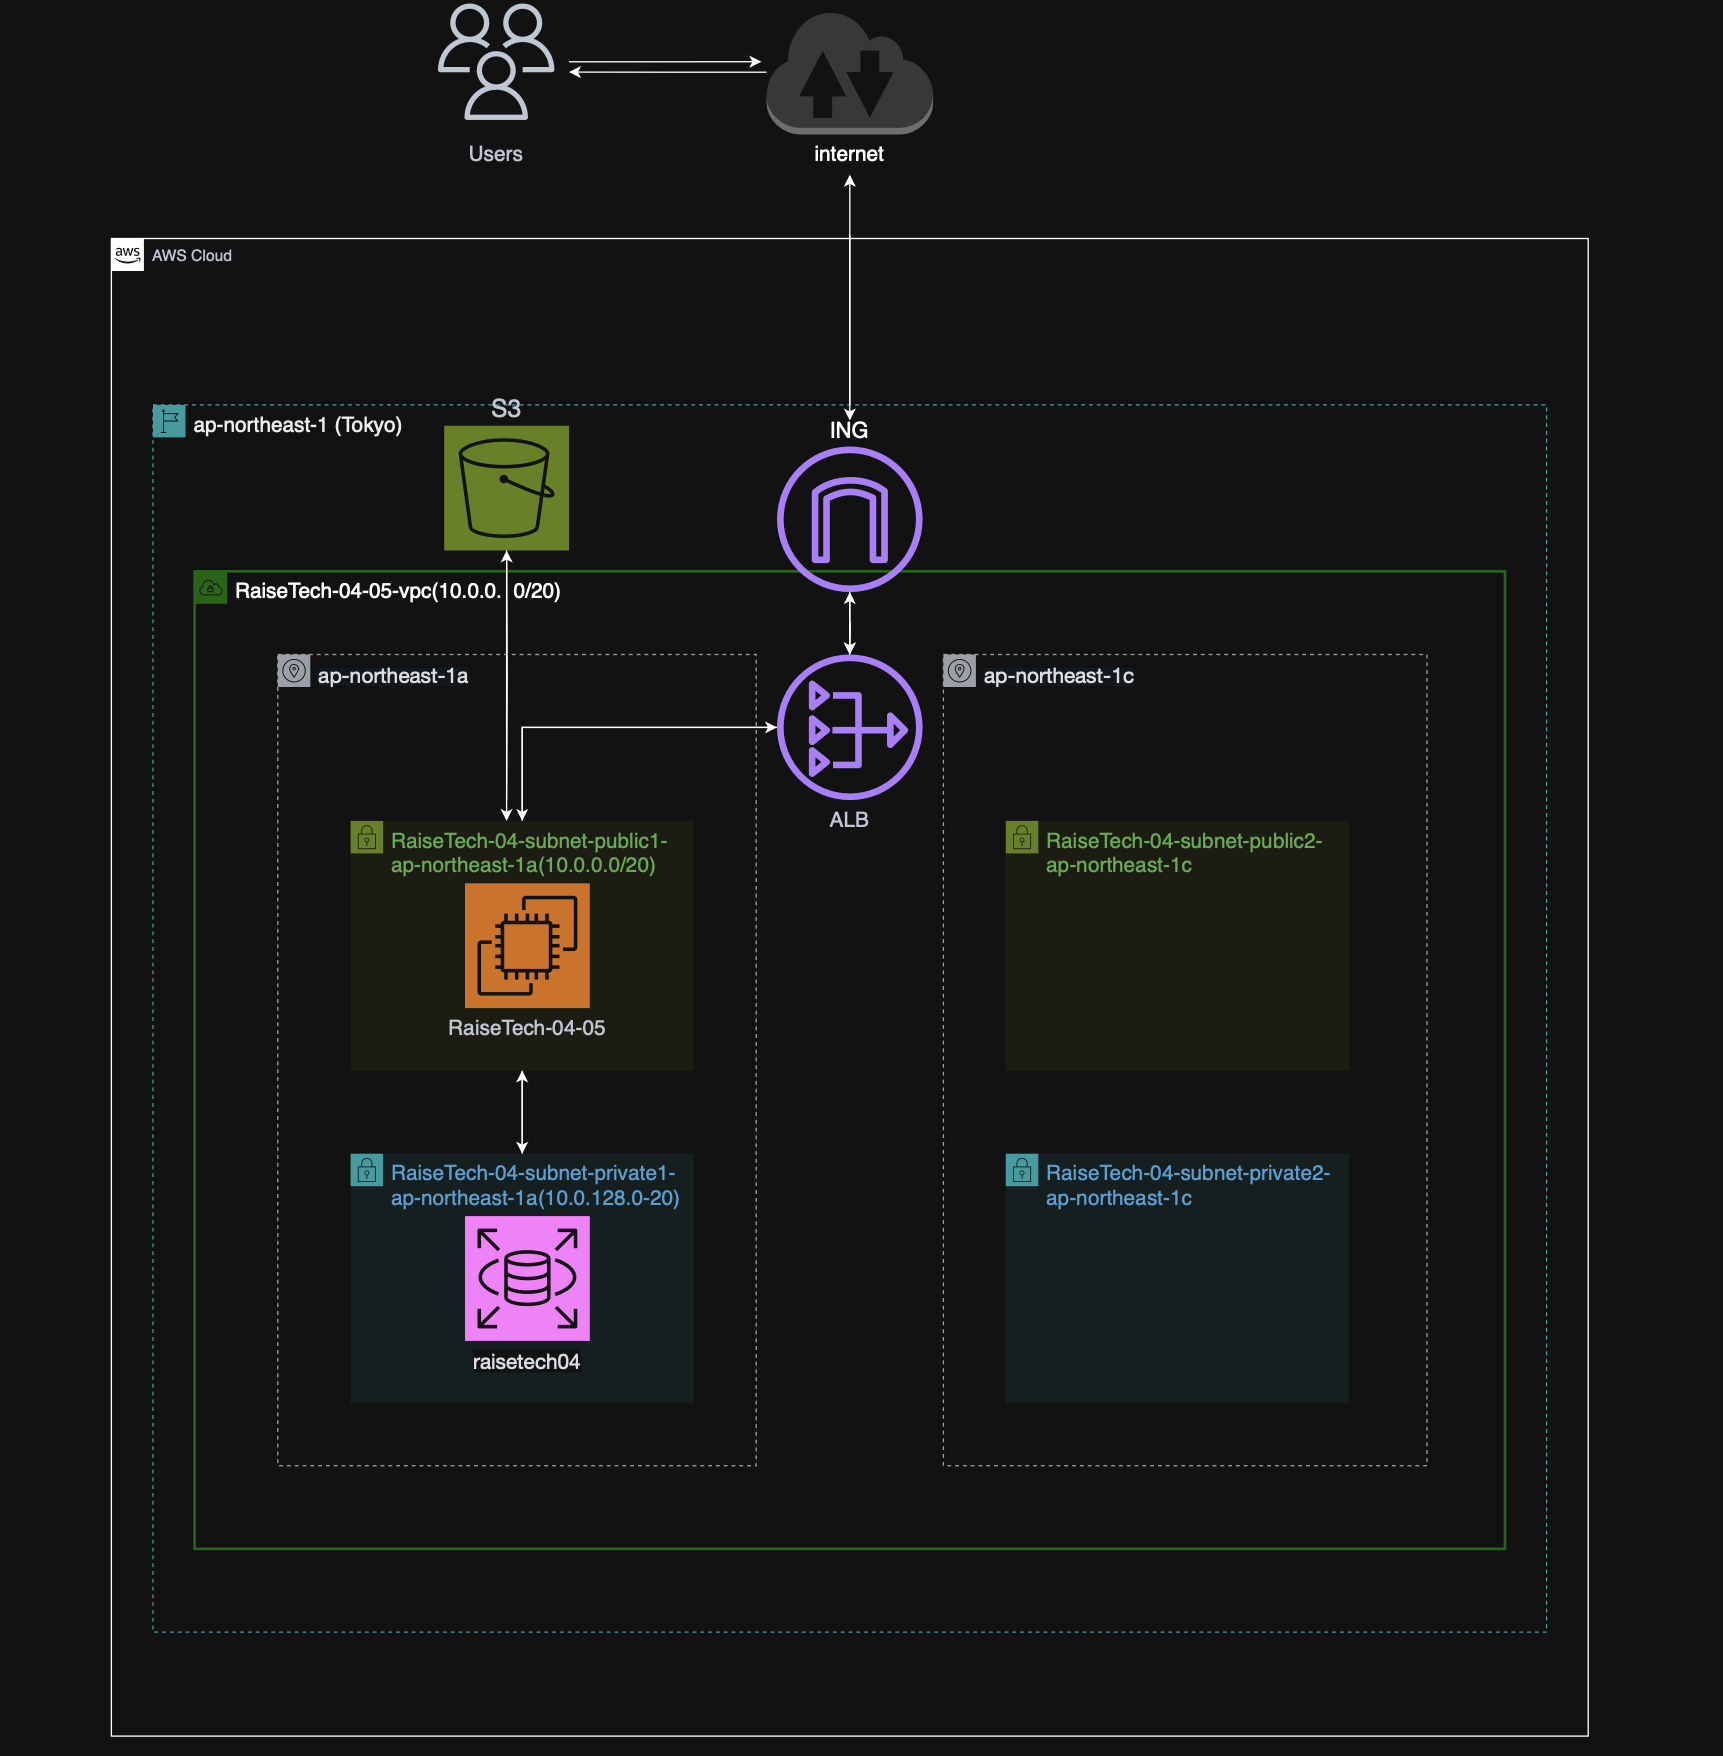 Users
internet
aws
AWS Cloud
S3
ap-northeast-1 (Tokyo)
ING
RaiseTech-04-05-vpc(10.0.0. 0/20)
ap-northeast-1a
ap-northeast-1c
ALB
RaiseTech-04-subnet-public1-
ap-northeast-1a(10.0.0.0/20)
RaiseTech-04-subnet-public2-
ap-northeast-1c
RaiseTech-04-05
RaiseTech-04-subnet-private1-
ap-northeast-1a(10.0.128.0-20)
RaiseTech-04-subnet-private2-
ap-northeast-1c
raisetech04